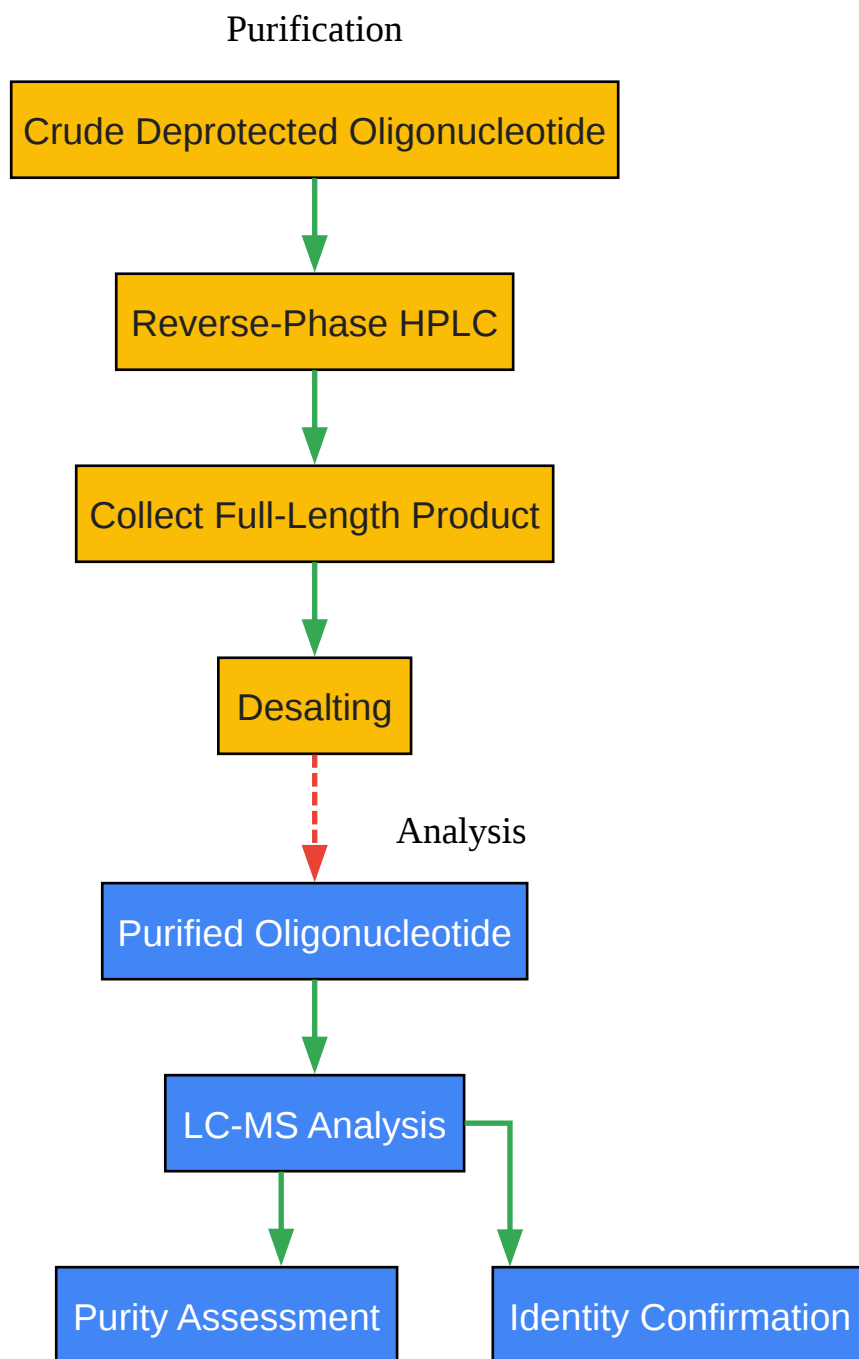 Purification
Crude Deprotected Oligonucleotide
Reverse-Phase HPLC
Collect Full-Length Product
Desalting
Analysis
Purified Oligonucleotide
LC-MS Analysis
Purity Assessment
Identity Confirmation